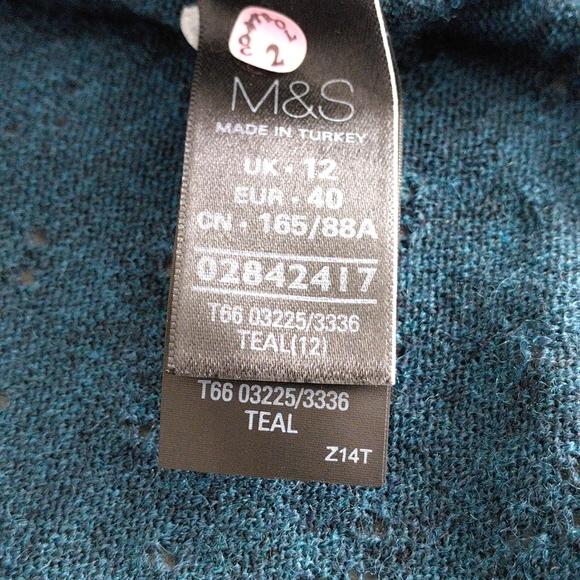 2
M&S
MADE IN TURKEY
UK · 12
EUR · 40
CN · 165/88A
02842417
T66 03225/3336
TEAL(12)
T66 03225/3336
TEAL
Z14T